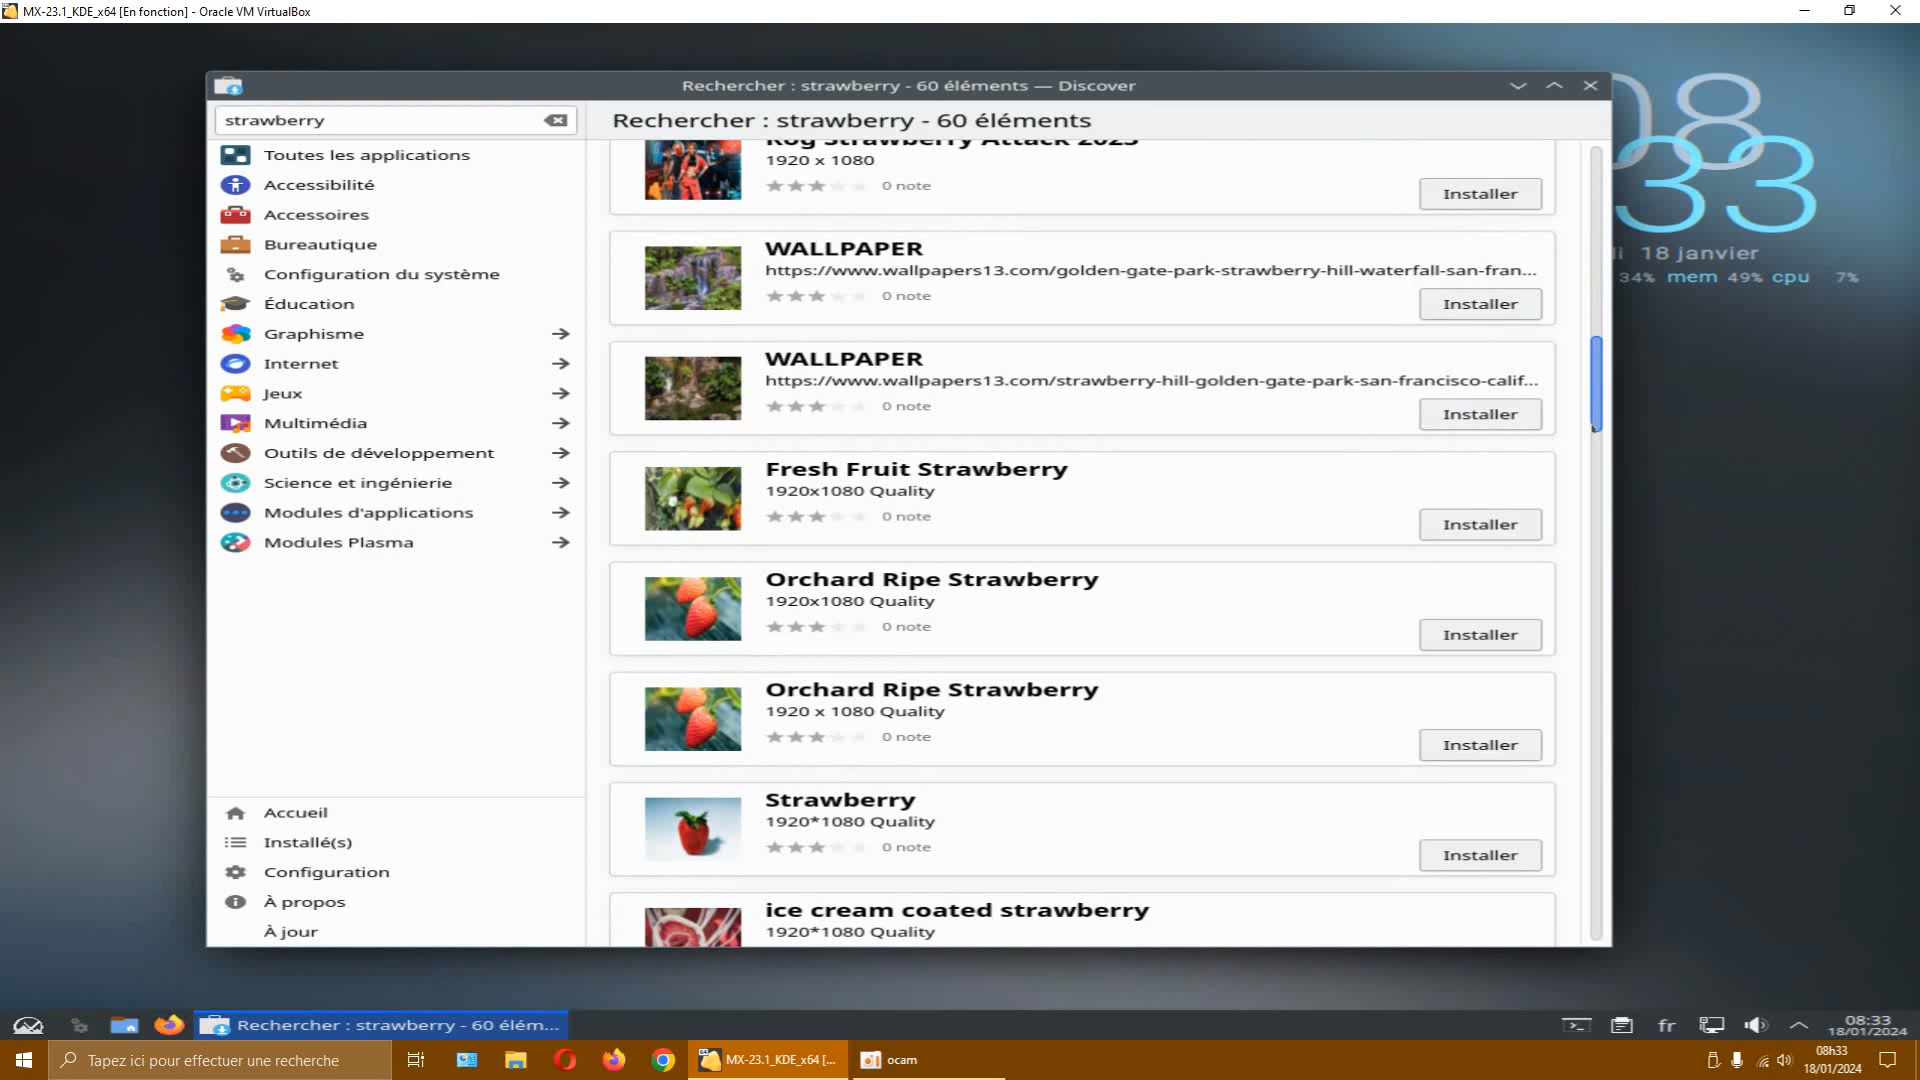 MX-23.1_KDE_x64 [En fonction] - Oracle VM VirtualBox
Rechercher : strawberry - 60 éléments — Discover
strawberry
Rechercher : strawberry - 60 éléments
Toutes les applications
Accessibilité
Accessoires
Bureautique
Configuration du système
Éducation
Graphisme
Internet
Jeux
Multimédia
Outils de développement
Science et ingénierie
Modules d'applications
Modules Plasma
Accueil
Installé(s)
Configuration
À propos
À jour
Rog Strawberry Attack 2023
1920 x 1080
0 note
Installer
WALLPAPER
https://www.wallpapers13.com/golden-gate-park-strawberry-hill-waterfall-san-fran...
0 note
Installer
WALLPAPER
https://www.wallpapers13.com/strawberry-hill-golden-gate-park-san-francisco-calif...
0 note
Installer
Fresh Fruit Strawberry
1920x1080 Quality
0 note
Installer
Orchard Ripe Strawberry
1920x1080 Quality
0 note
Installer
Orchard Ripe Strawberry
1920 x 1080 Quality
0 note
Installer
Strawberry
1920*1080 Quality
0 note
Installer
ice cream coated strawberry
1920*1080 Quality
08
33
18 janvier
34% mem 49% cpu 7%
Rechercher : strawberry - 60 élém...
fr
08:33
18/01/2024
Tapez ici pour effectuer une recherche
MX-23.1_KDE_x64 [...
ocam
08h33
18/01/2024